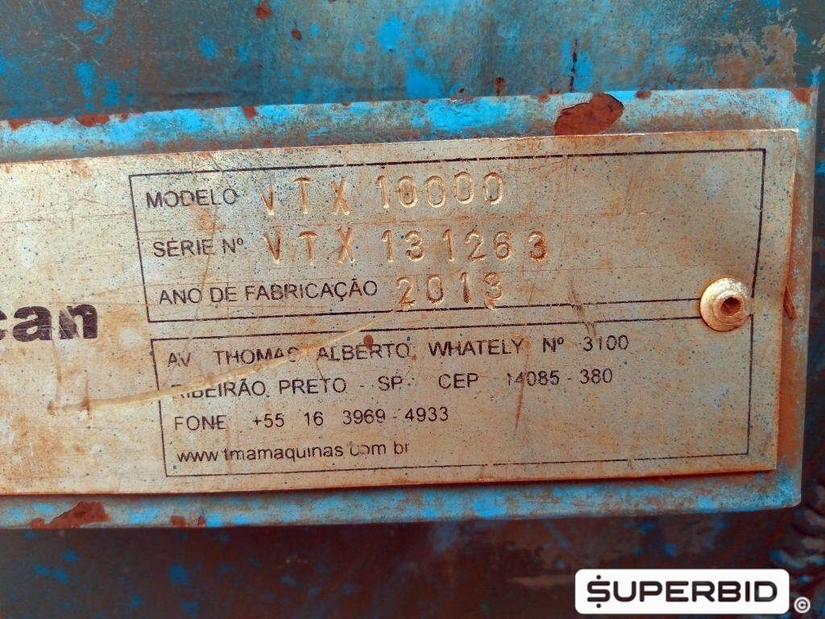 MODELO VTX 10000
SÉRIE Nº VTX 131263
ANO DE FABRICAÇÃO 2013
can
AV THOMAS ALBERTO WHATELY Nº 3100
RIBEIRÃO PRETO - SP CEP 14085-380
FONE +55 16 3969-4933
www.tmamaquinas.com.br
SUPERBID ©